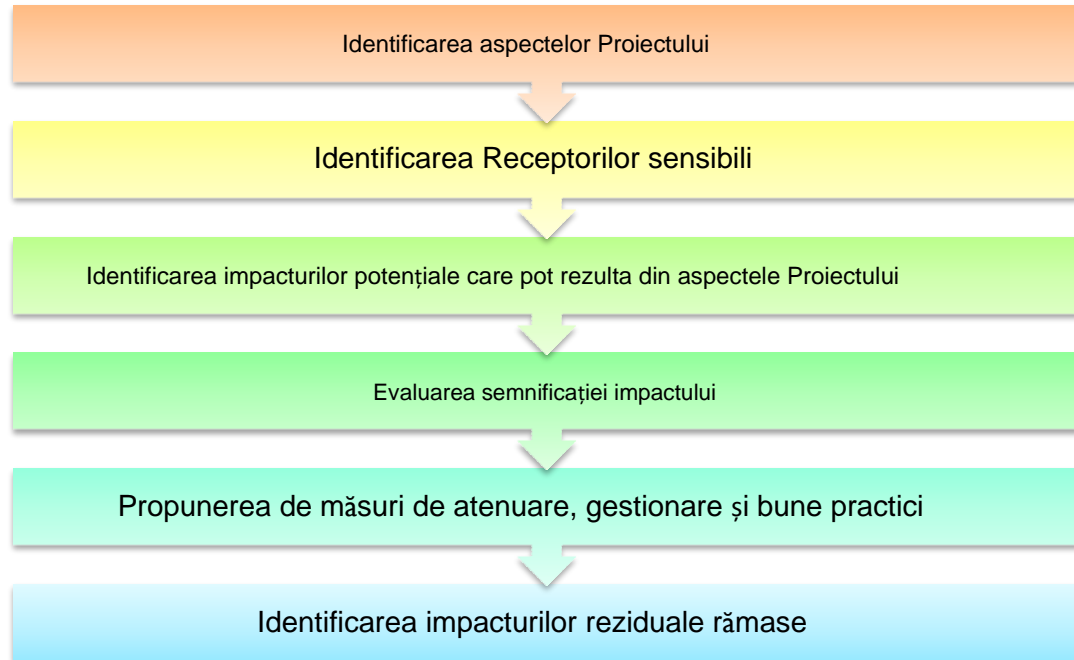 Identificarea aspectelor Proiectului
Identificarea Receptorilor sensibili
Identificarea impacturilor potențiale care pot rezulta din aspectele Proiectului
Evaluarea semnificației impactului
Propunerea de măsuri de atenuare, gestionare și bune practici
Identificarea impacturilor reziduale rămase